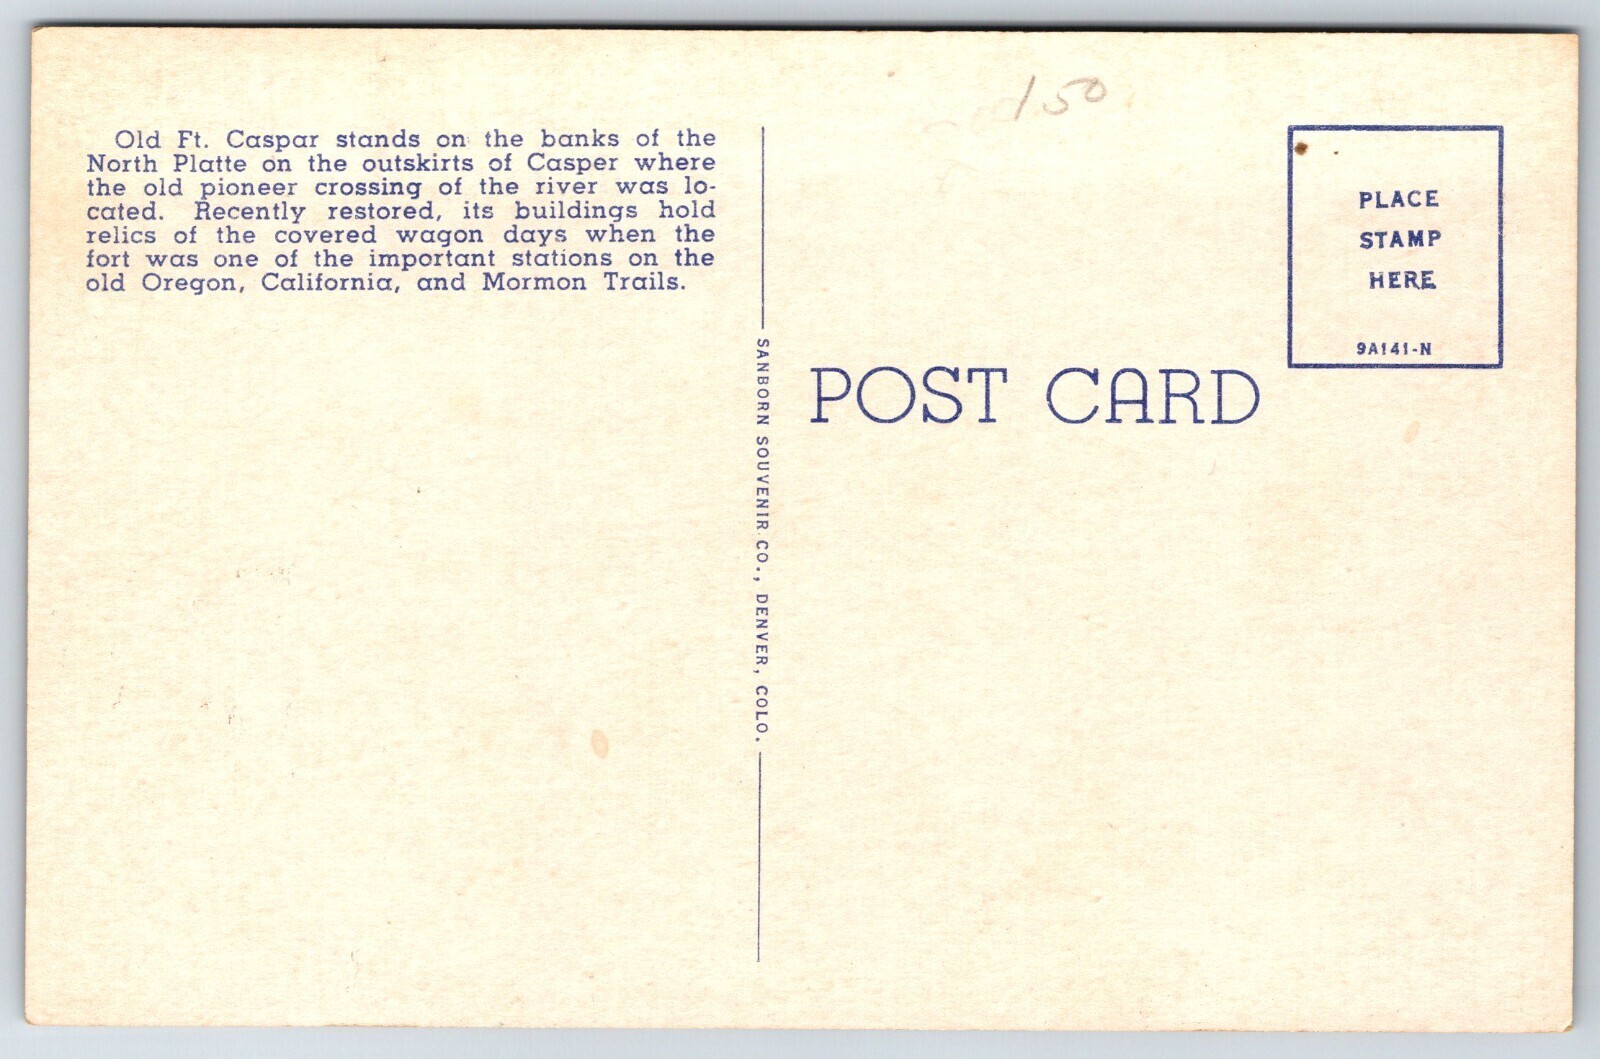 150
Old Ft. Caspar stands on the banks of the
North Platte on the outskirts of Casper where
the old pioneer crossing of the river was lo-
cated. Recently restored, its buildings hold
relics of the covered wagon days when the
fort was one of the important stations on the
old Oregon, California, and Mormon Trails.
SANBORN SOUVENIR CO., DENVER, COLO.
POST CARD
PLACE
STAMP
HERE
9A141-N